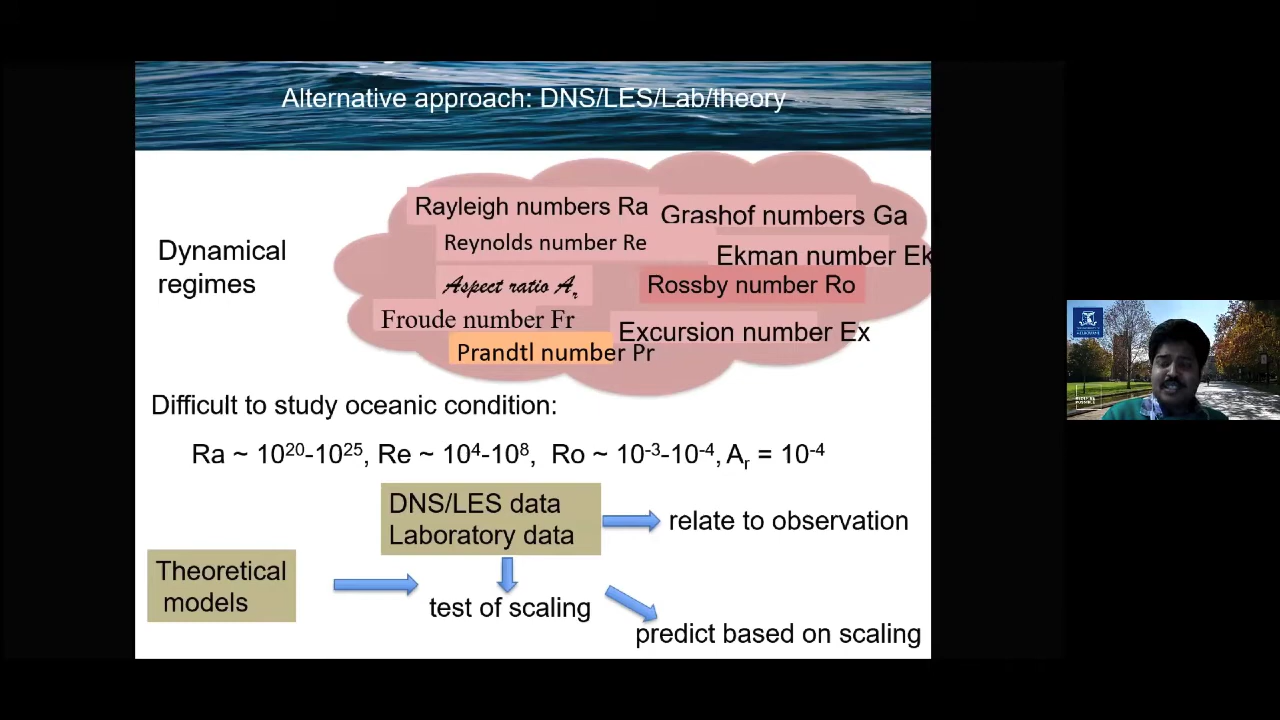 Alternative approach: DNS/LES/Lab/theory
Dynamical
regimes
Rayleigh numbers Ra
Grashof numbers Ga
Reynolds number Re
Ekman number Ek
Aspect ratio Aᵣ
Rossby number Ro
Froude number Fr
Excursion number Ex
Prandtl number Pr
Difficult to study oceanic condition:
Ra ~ 10²⁰-10²⁵, Re ~ 10⁴-10⁸, Ro ~ 10⁻³-10⁻⁴, Aᵣ = 10⁻⁴
DNS/LES data
Laboratory data
relate to observation
Theoretical
models
test of scaling
predict based on scaling
MELBOURNE